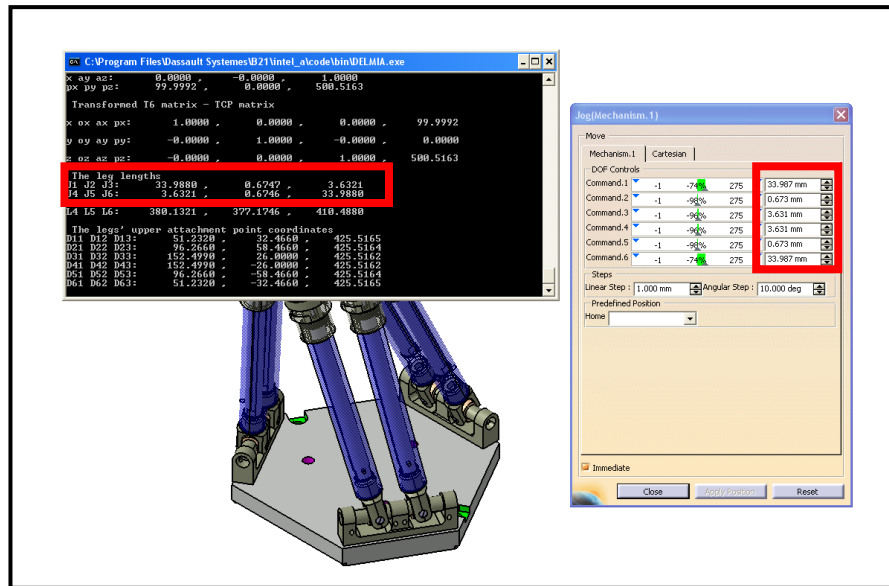 C:\Program Files\Dassault Systemes\B21\intel_a\code\bin\DELMIA.exe
x ay az: 0.0000 , -0.0000 , 1.0000
px py pz: 99.9992 , 0.0000 , 500.5163
Transformed T6 matrix - TCP matrix
x ox ax px: 1.0000 , 0.0000 , 0.0000 , 99.9992
y oy ay py: -0.0000 , 1.0000 , -0.0000 , 0.0000
z oz az pz: -0.0000 , 0.0000 , 1.0000 , 500.5163
The leg lengths
J1 J2 J3: 33.9880 , 0.6747 , 3.6321
J4 J5 J6: 3.6321 , 0.6746 , 33.9880
L4 L5 L6: 380.1321 , 377.1746 , 410.4880
The legs' upper attachment point coordinates
D11 D12 D13: 51.2320 , 32.4660 , 425.5165
D21 D22 D23: 96.2660 , 58.4660 , 425.5164
D31 D32 D33: 152.4990 , 26.0000 , 425.5162
D41 D42 D43: 152.4990 , -26.0000 , 425.5162
D51 D52 D53: 96.2660 , -58.4660 , 425.5164
D61 D62 D63: 51.2320 , -32.4660 , 425.5165
Jog(Mechanism.1)
Move
Mechanism.1 Cartesian
DOF Controls
Command.1 -1 -74% 275 33.987 mm
Command.2 -1 -98% 275 0.673 mm
Command.3 -1 -96% 275 3.631 mm
Command.4 -1 -96% 275 3.631 mm
Command.5 -1 -98% 275 0.673 mm
Command.6 -1 -74% 275 33.987 mm
Steps
Linear Step : 1.000 mm Angular Step : 10.000 deg
Predefined Position
Home
Immediate
Close Apply Position Reset